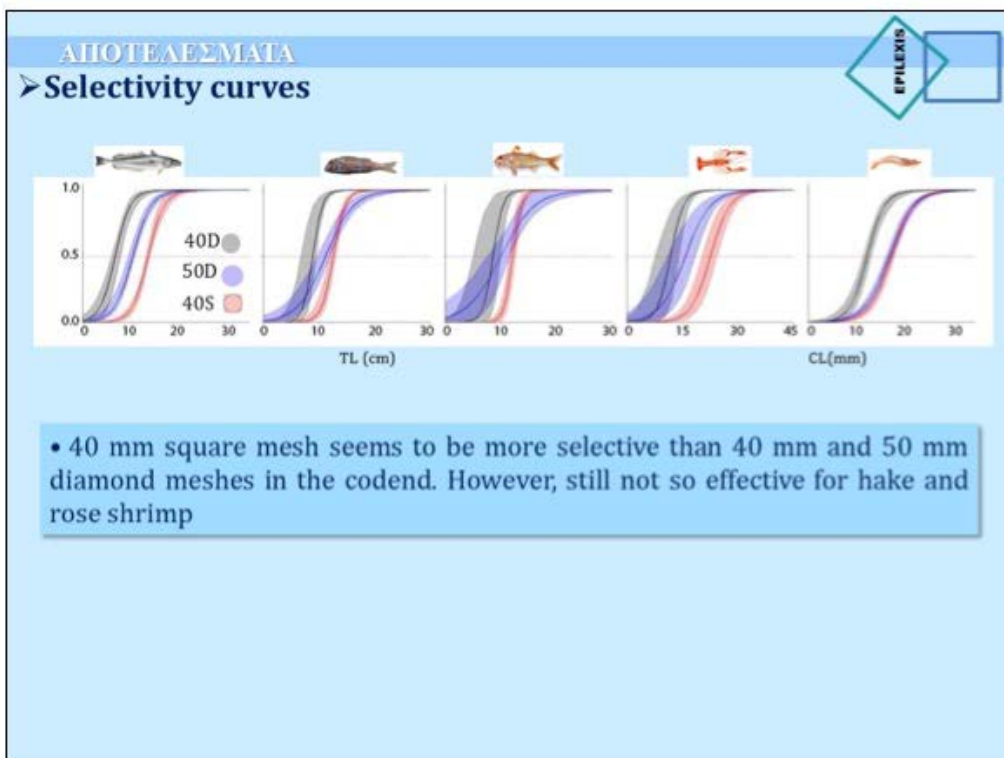 ΑΠΟΤΕΛΕΣΜΑΤΑ
EPILEXIS
➢Selectivity curves
1.0
0.5
0.0
40D
50D
40S
0 10 20 30
0 10 20 30
0 10 20 30
0 15 30 45
0 10 20 30
TL (cm)
CL(mm)
• 40 mm square mesh seems to be more selective than 40 mm and 50 mm
diamond meshes in the codend. However, still not so effective for hake and
rose shrimp